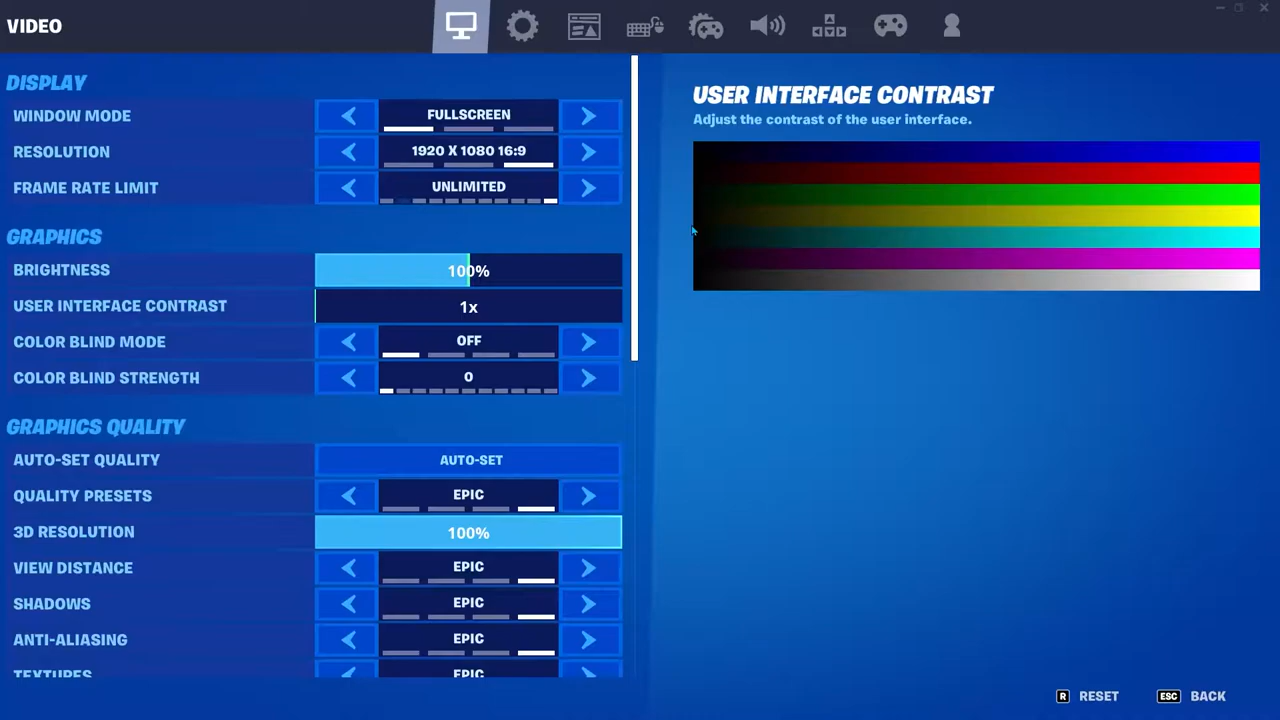 VIDEO
DISPLAY
WINDOW MODE FULLSCREEN
RESOLUTION 1920 X 1080 16:9
FRAME RATE LIMIT UNLIMITED
GRAPHICS
BRIGHTNESS 100%
USER INTERFACE CONTRAST 1x
COLOR BLIND MODE OFF
COLOR BLIND STRENGTH 0
GRAPHICS QUALITY
AUTO-SET QUALITY AUTO-SET
QUALITY PRESETS EPIC
3D RESOLUTION 100%
VIEW DISTANCE EPIC
SHADOWS EPIC
ANTI-ALIASING EPIC
TEXTURES EPIC
USER INTERFACE CONTRAST
Adjust the contrast of the user interface.
R RESET ESC BACK